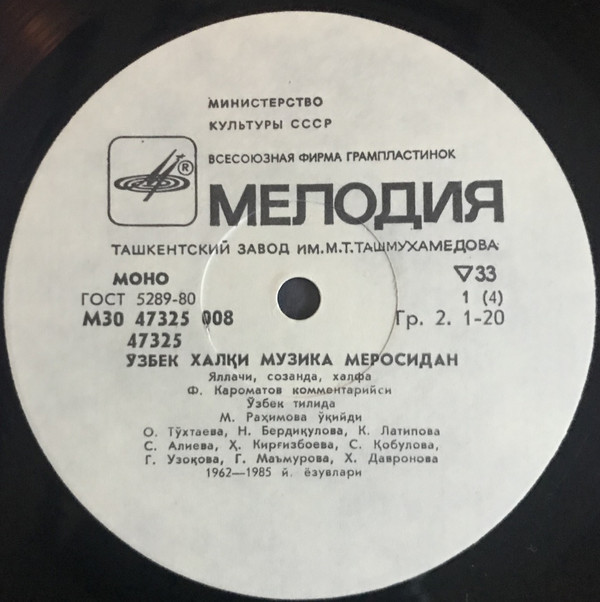 МИНИСТЕРСТВО
КУЛЬТУРЫ СССР
ВСЕСОЮЗНАЯ ФИРМА ГРАМПЛАСТИНОК
® МЕЛОДИЯ
ТАШКЕНТСКИЙ ЗАВОД ИМ.М.Т.ТАШМУХАМЕДОВА
МОНО ▽33
ГОСТ 5289-80 1 (4)
М30 47325 008 Гр. 2. 1-20
47325
ЎЗБЕК ХАЛҚИ МУЗИКА МЕРОСИДАН
Яллачи, созанда, халфа
Ф. Кароматов комментарийси
Ўзбек тилида
М. Раҳимова ўқийди
О. Тўхтаева, Н. Бердиқулова, К. Латипова
С. Алиева, Ҳ. Кирғизбоева, С. Қобулова,
Г. Узоқова, Г. Маъмурова, Х. Давронова
1962—1985 й. ёзувлари